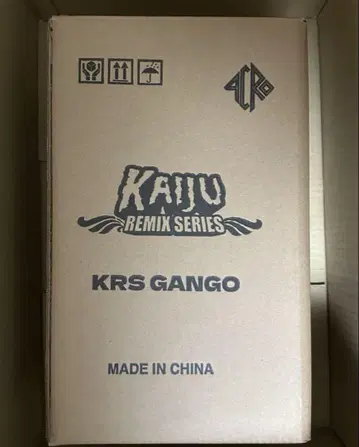 ACRO
KAIJU
REMIX SERIES
KRS GANGO
MADE IN CHINA